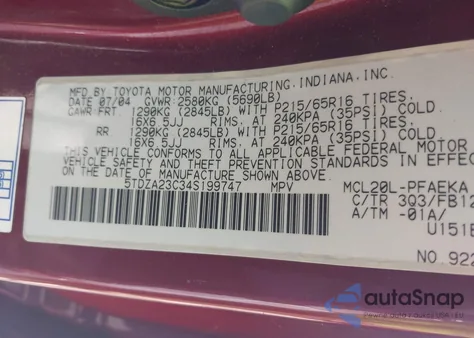 MFD. BY TOYOTA MOTOR MANUFACTURING, INDIANA, INC.
DATE 07/04 GVWR 2580KG (5690LB)
GAWR FRT 1290KG (2845LB) WITH P215/65R16 TIRES,
16X6.5JJ RIMS, AT 240KPA (35PSI) COLD.
RR 1290KG (2845LB) WITH P215/65R16 TIRES,
16X6.5JJ RIMS, AT 240KPA (35PSI) COLD.
THIS VEHICLE CONFORMS TO ALL APPLICABLE FEDERAL MOTOR
VEHICLE SAFETY AND THEFT PREVENTION STANDARDS IN EFFEC
ON THE DATE OF MANUFACTURE SHOWN ABOVE.
5TDZA23C34S199747 MPV
MCL20L-PFAEKA
C/TR 3Q3/FB12
A/TM -01A/
U151E
NO. 922
autoSnap